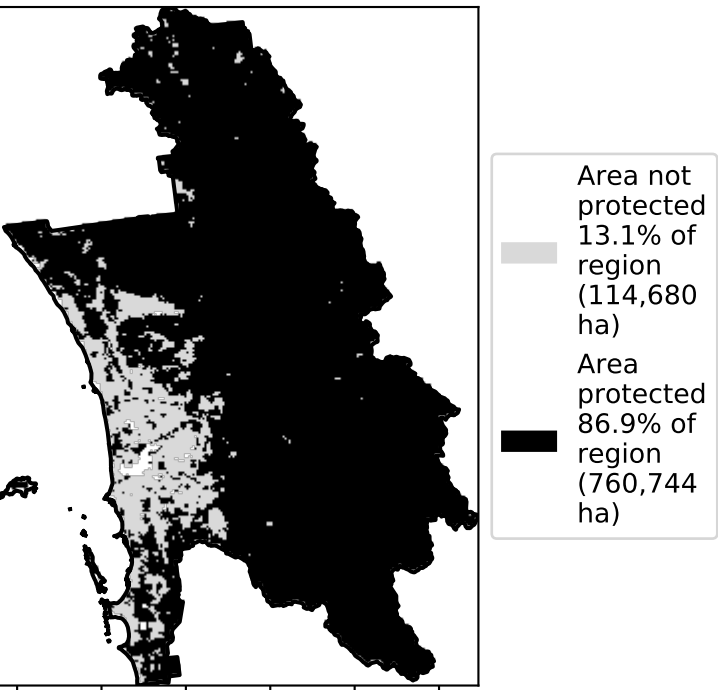 Area not
protected
13.1% of
region
(114,680
ha)
Area
protected
86.9% of
region
(760,744
ha)